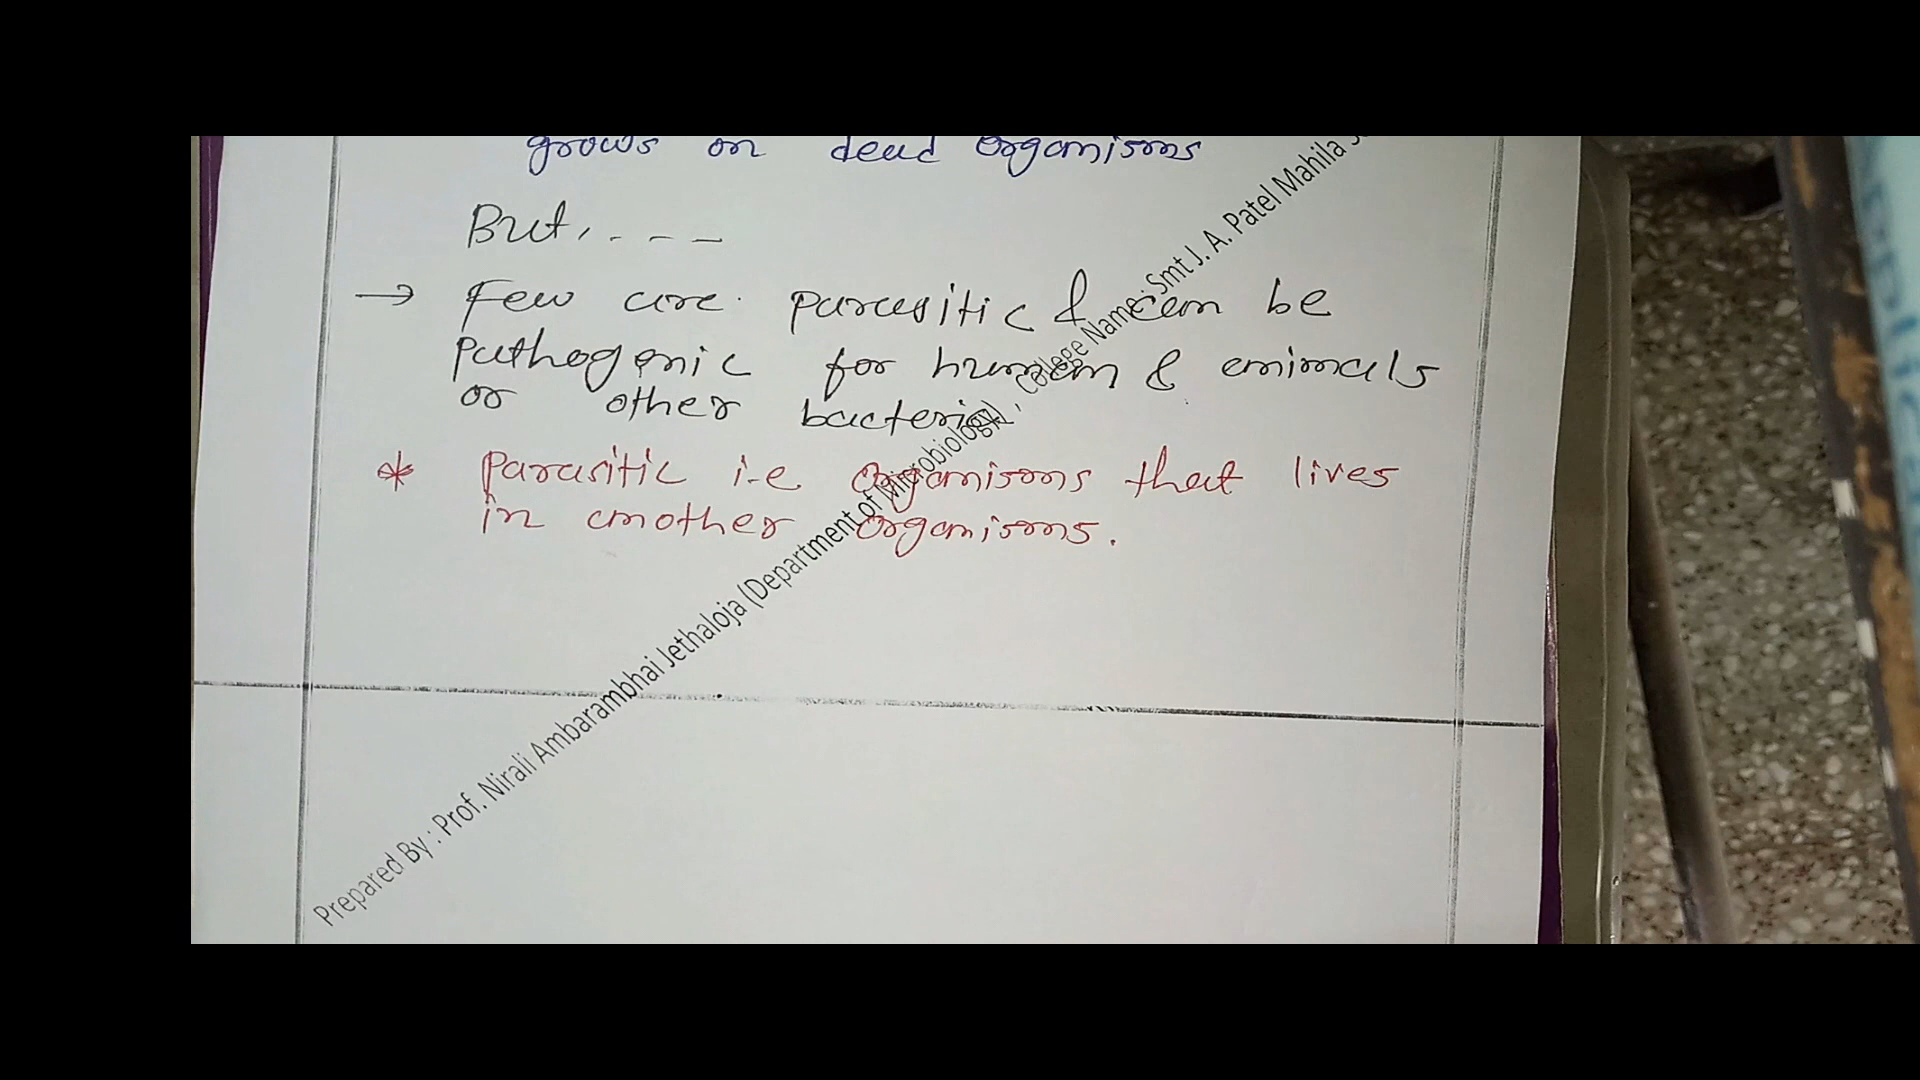 grows on dead organisms
But, - - -
→ Few are parasitic & can be
pathogenic for human & animals
or other bacteria
* Parasitic i.e organisms that lives
in another organisms.
Prepared By : Prof. Nirali Ambarambhai Jethaloja (Department of Microbiology) , College Name: Smt J. A. Patel Mahila